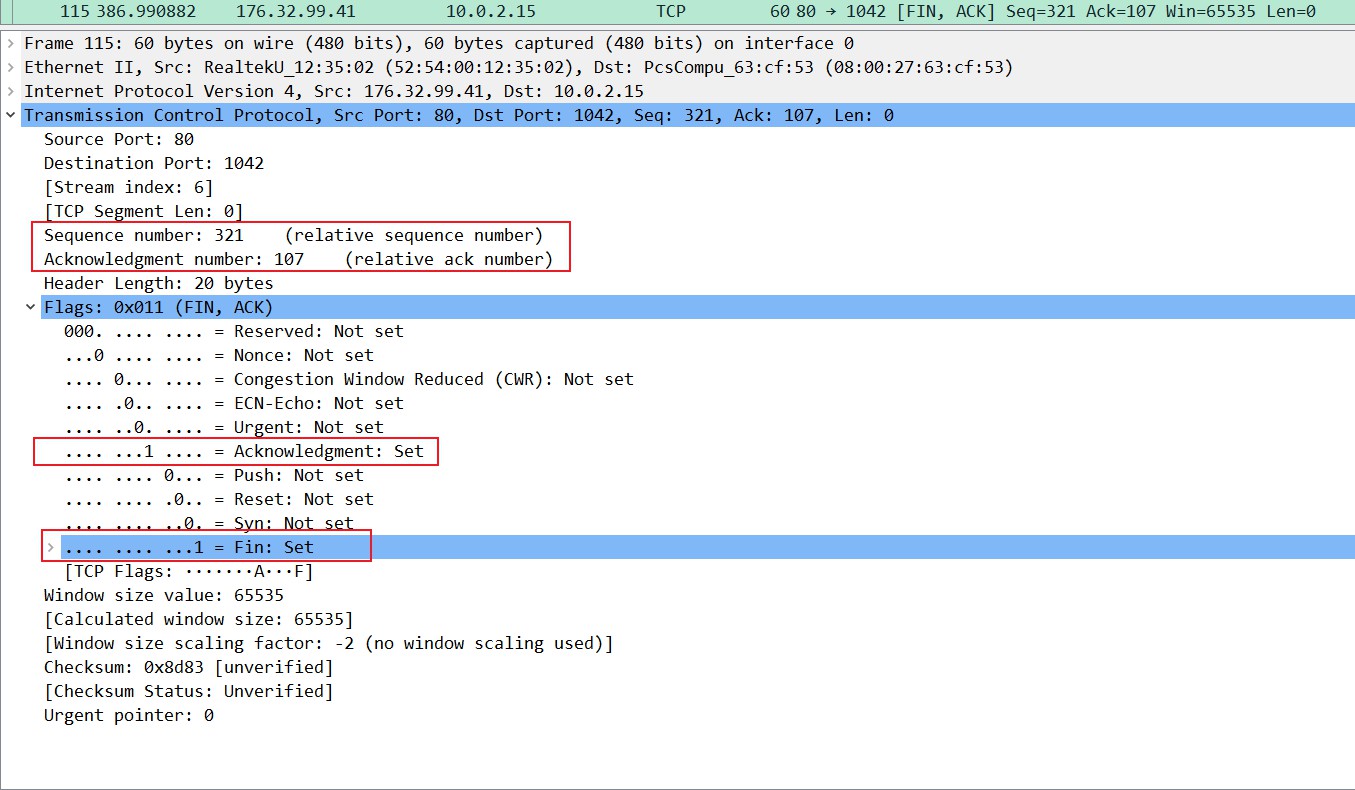 115 386.990882 176.32.99.41 10.0.2.15 TCP 60 80 → 1042 [FIN, ACK] Seq=321 Ack=107 Win=65535 Len=0
Frame 115: 60 bytes on wire (480 bits), 60 bytes captured (480 bits) on interface 0
Ethernet II, Src: RealtekU_12:35:02 (52:54:00:12:35:02), Dst: PcsCompu_63:cf:53 (08:00:27:63:cf:53)
Internet Protocol Version 4, Src: 176.32.99.41, Dst: 10.0.2.15
Transmission Control Protocol, Src Port: 80, Dst Port: 1042, Seq: 321, Ack: 107, Len: 0
Source Port: 80
Destination Port: 1042
[Stream index: 6]
[TCP Segment Len: 0]
Sequence number: 321    (relative sequence number)
Acknowledgment number: 107    (relative ack number)
Header Length: 20 bytes
Flags: 0x011 (FIN, ACK)
000. .... .... = Reserved: Not set
...0 .... .... = Nonce: Not set
.... 0... .... = Congestion Window Reduced (CWR): Not set
.... .0.. .... = ECN-Echo: Not set
.... ..0. .... = Urgent: Not set
.... ...1 .... = Acknowledgment: Set
.... .... 0... = Push: Not set
.... .... .0.. = Reset: Not set
.... .... ..0. = Syn: Not set
.... .... ...1 = Fin: Set
[TCP Flags: ·······A···F]
Window size value: 65535
[Calculated window size: 65535]
[Window size scaling factor: -2 (no window scaling used)]
Checksum: 0x8d83 [unverified]
[Checksum Status: Unverified]
Urgent pointer: 0